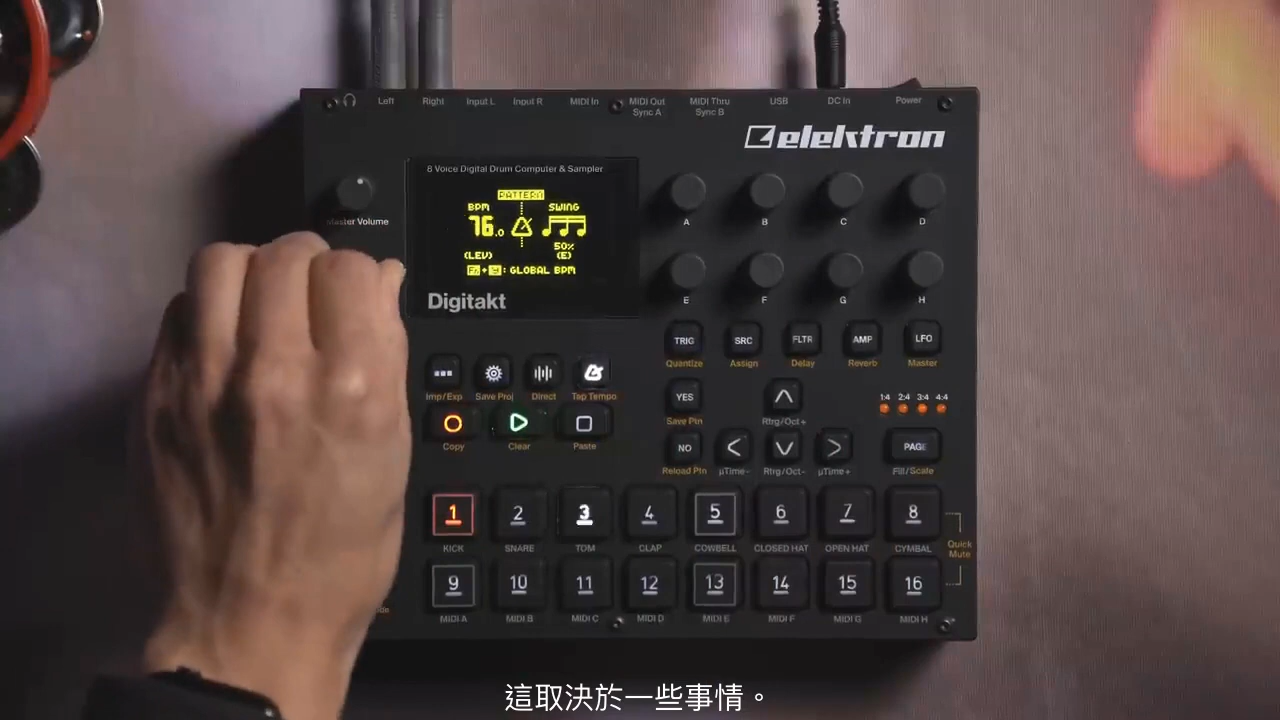 Left Right Input L Input R MIDI In MIDI Out MIDI Thru USB DC In Power
Sync A Sync B
elektron
8 Voice Digital Drum Computer & Sampler
PATTERN
BPM SWING
76.0
50%
(LEV) (E)
Fn + : GLOBAL BPM
Digitakt
Master Volume
A B C D
E F G H
TRIG SRC FLTR AMP LFO
Quantize Assign Delay Reverb Master
Imp/Exp Save Proj Direct Tap Tempo
YES
Save Ptn Rtrg/Oct+
1:4 2:4 3:4 4:4
Copy Clear Paste
NO PAGE
Reload Ptn µTime- Rtrg/Oct- µTime+ Fill/Scale
1 2 3 4 5 6 7 8
KICK SNARE TOM CLAP COWBELL CLOSED HAT OPEN HAT CYMBAL
Quick
Mute
9 10 11 12 13 14 15 16
MIDI A MIDI B MIDI C MIDI D MIDI E MIDI F MIDI G MIDI H
這取決於一些事情。